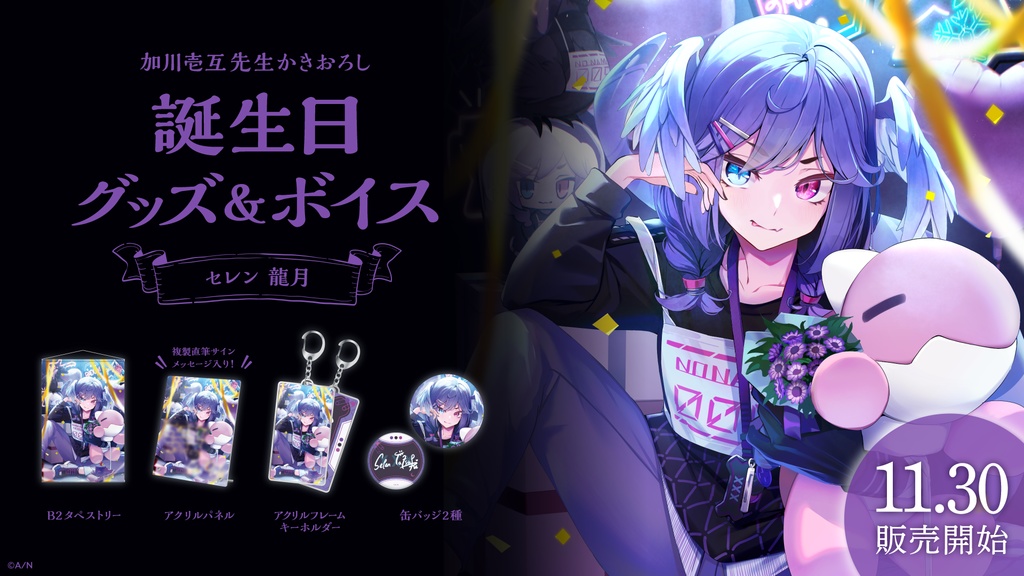 加川壱互先生かきおろし
誕生日
グッズ&ボイス
セレン 龍月
複製直筆サイン
メッセージ入り!
B2タペストリー
アクリルパネル
アクリルフレーム
キーホルダー
缶バッジ2種
©A/N
11.30
販売開始